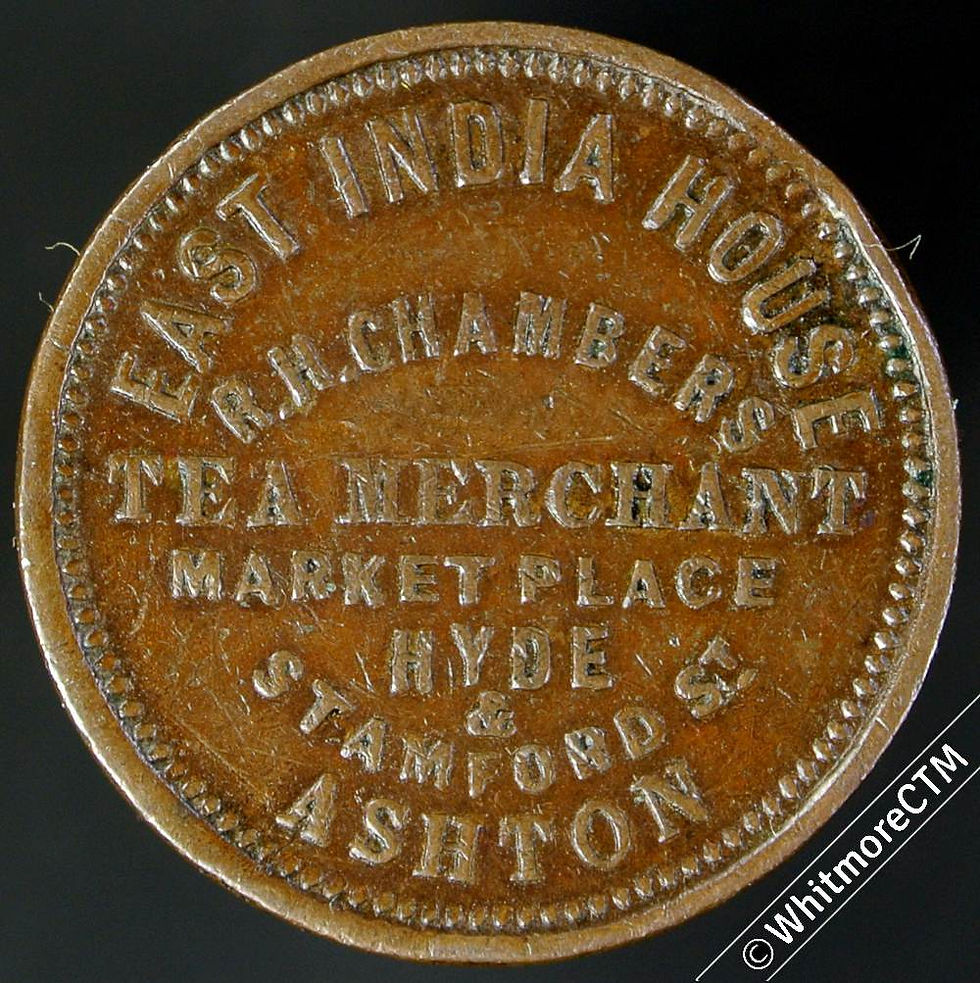 EAST INDIA HOUSE
R.H.CHAMBERS
TEA MERCHANT
MARKET PLACE
HYDE
&
STAMFORD ST.
ASHTON
© WhitmoreCTM